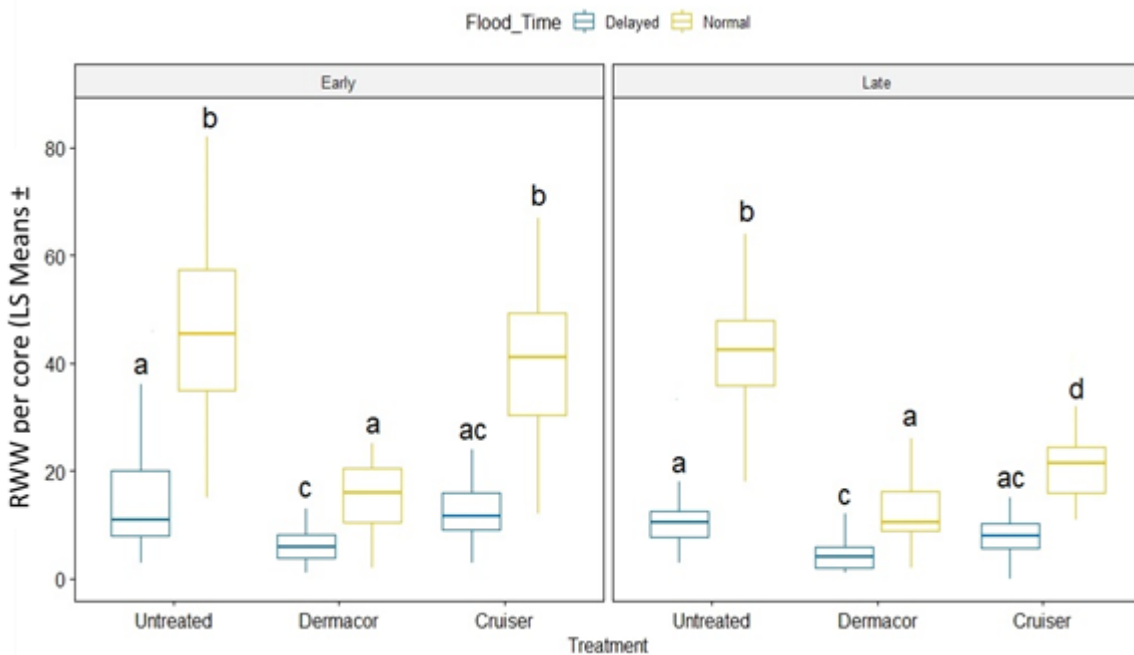 Flood_Time Delayed Normal
Early Late
RWW per core (LS Means ±
80
60
40
20
0
b
a
a
c
ac
b
b
a
a
c
ac
d
Untreated Dermacor Cruiser Untreated Dermacor Cruiser
Treatment